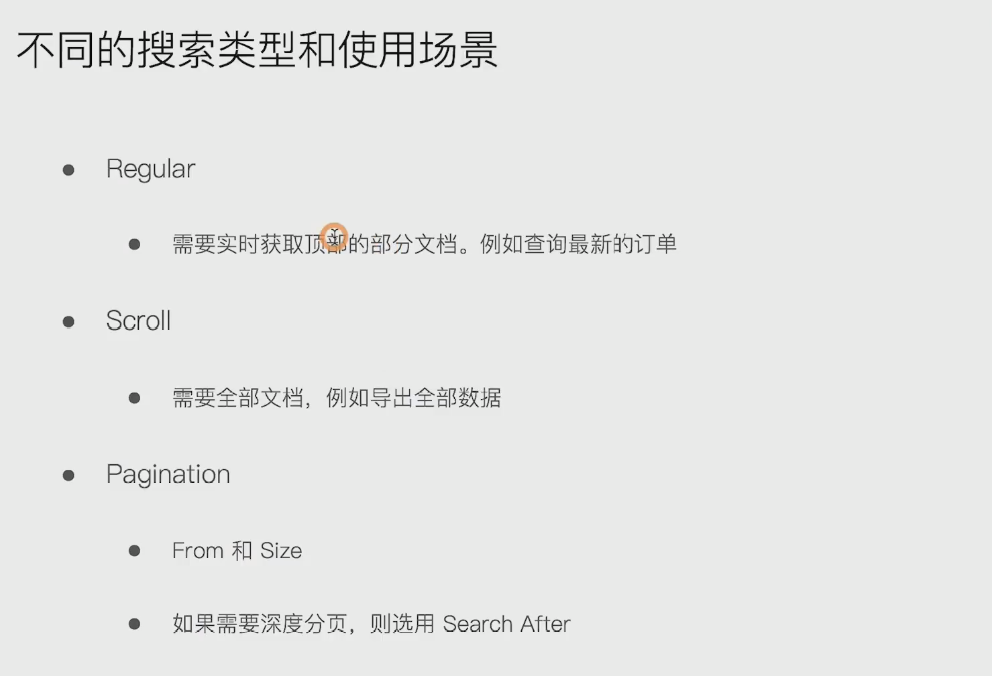 不同的搜索类型和使用场景
Regular
需要实时获取顶部的部分文档。例如查询最新的订单
Scroll
需要全部文档，例如导出全部数据
Pagination
From 和 Size
如果需要深度分页，则选用 Search After